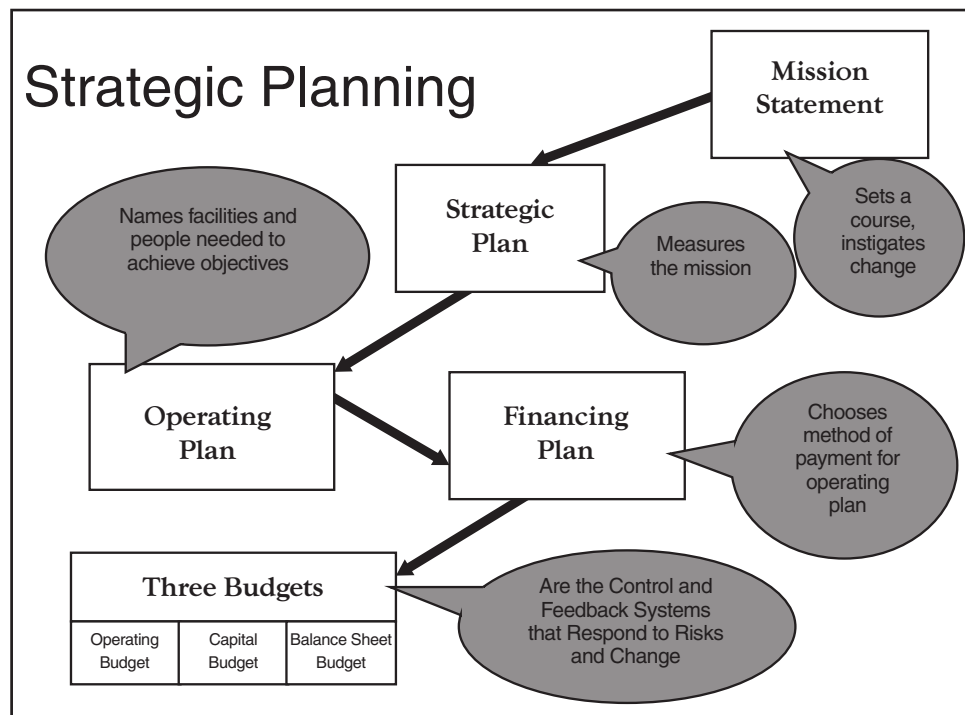 Strategic Planning
Mission
Statement
Sets a
course,
instigates
change
Strategic
Plan
Measures
the mission
Names facilities and
people needed to
achieve objectives
Operating
Plan
Financing
Plan
Chooses
method of
payment for
operating
plan
Three Budgets
Operating
Budget
Capital
Budget
Balance Sheet
Budget
Are the Control and
Feedback Systems
that Respond to Risks
and Change